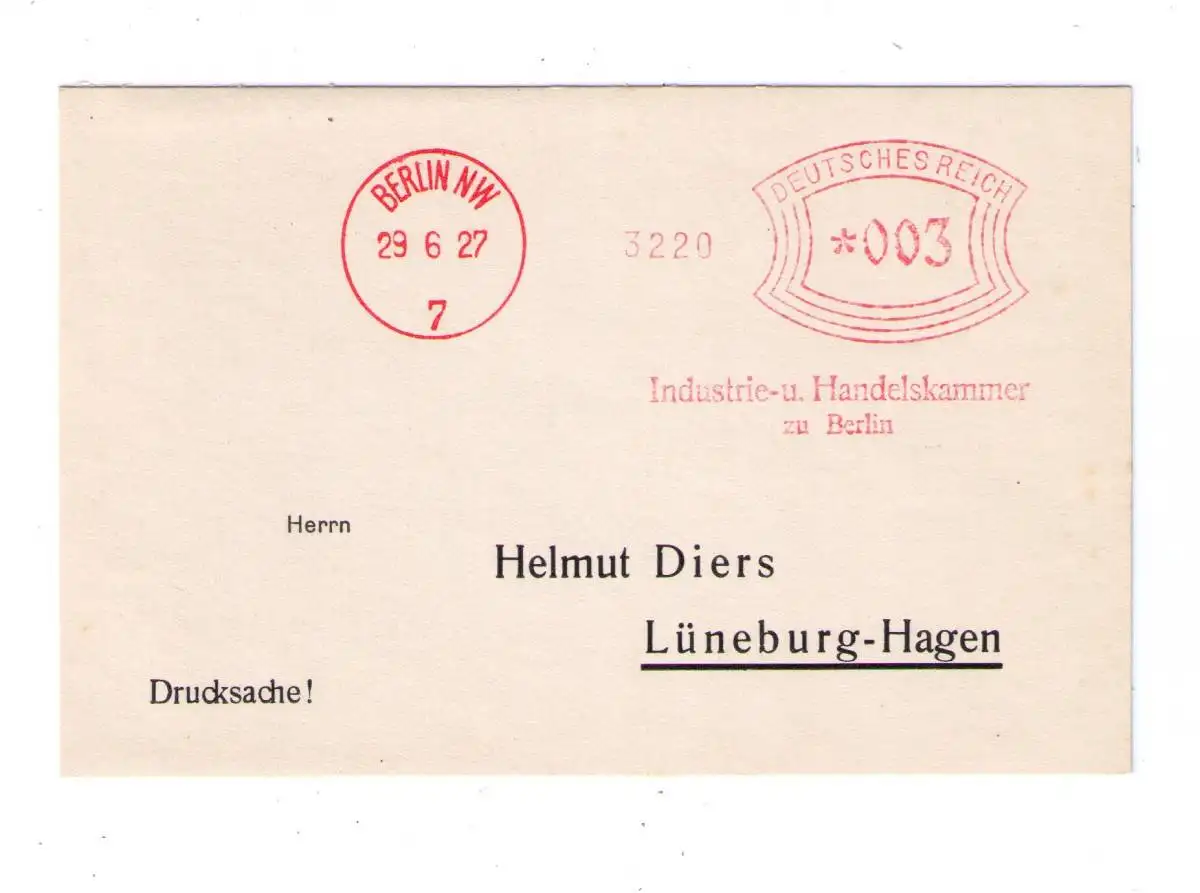 BERLIN NW
29 6 27
7
3220
DEUTSCHES REICH
*003
Industrie-u. Handelskammer
zu Berlin
Herrn
Helmut Diers
Lüneburg-Hagen
Drucksache!